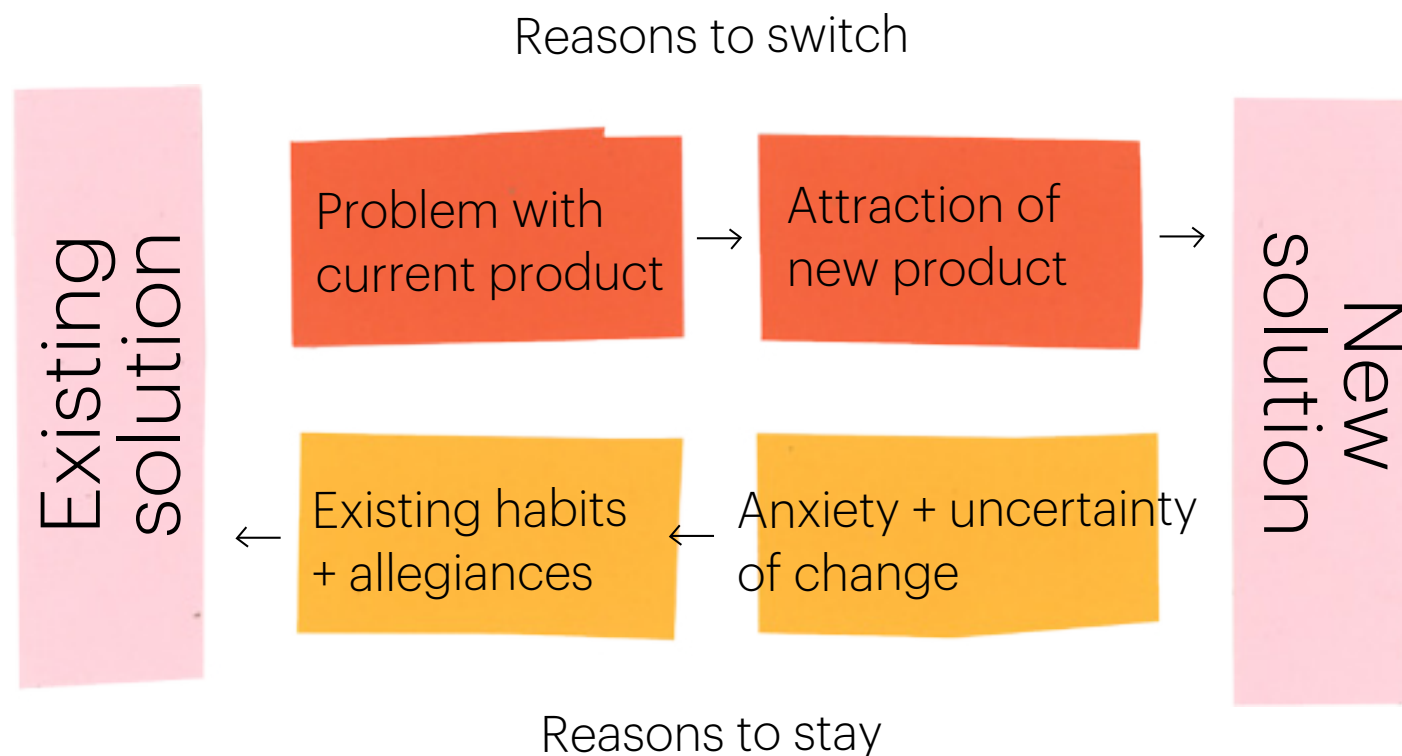 Reasons to switch
Existing
solution
Problem with
current product
→
Attraction of
new product
→
New
solution
Existing habits
+ allegiances
←
Anxiety + uncertainty
of change
←
Reasons to stay